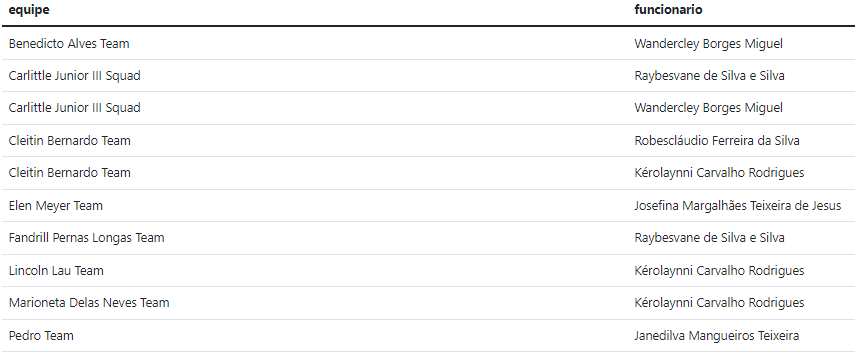 equipe funcionario
Benedicto Alves Team Wandercley Borges Miguel
Carlittle Junior III Squad Raybesvane de Silva e Silva
Carlittle Junior III Squad Wandercley Borges Miguel
Cleitin Bernardo Team Robescláudio Ferreira da Silva
Cleitin Bernardo Team Kérolaynni Carvalho Rodrigues
Elen Meyer Team Josefina Margalhães Teixeira de Jesus
Fandrill Pernas Longas Team Raybesvane de Silva e Silva
Lincoln Lau Team Kérolaynni Carvalho Rodrigues
Marioneta Delas Neves Team Kérolaynni Carvalho Rodrigues
Pedro Team Janedilva Mangueiros Teixeira